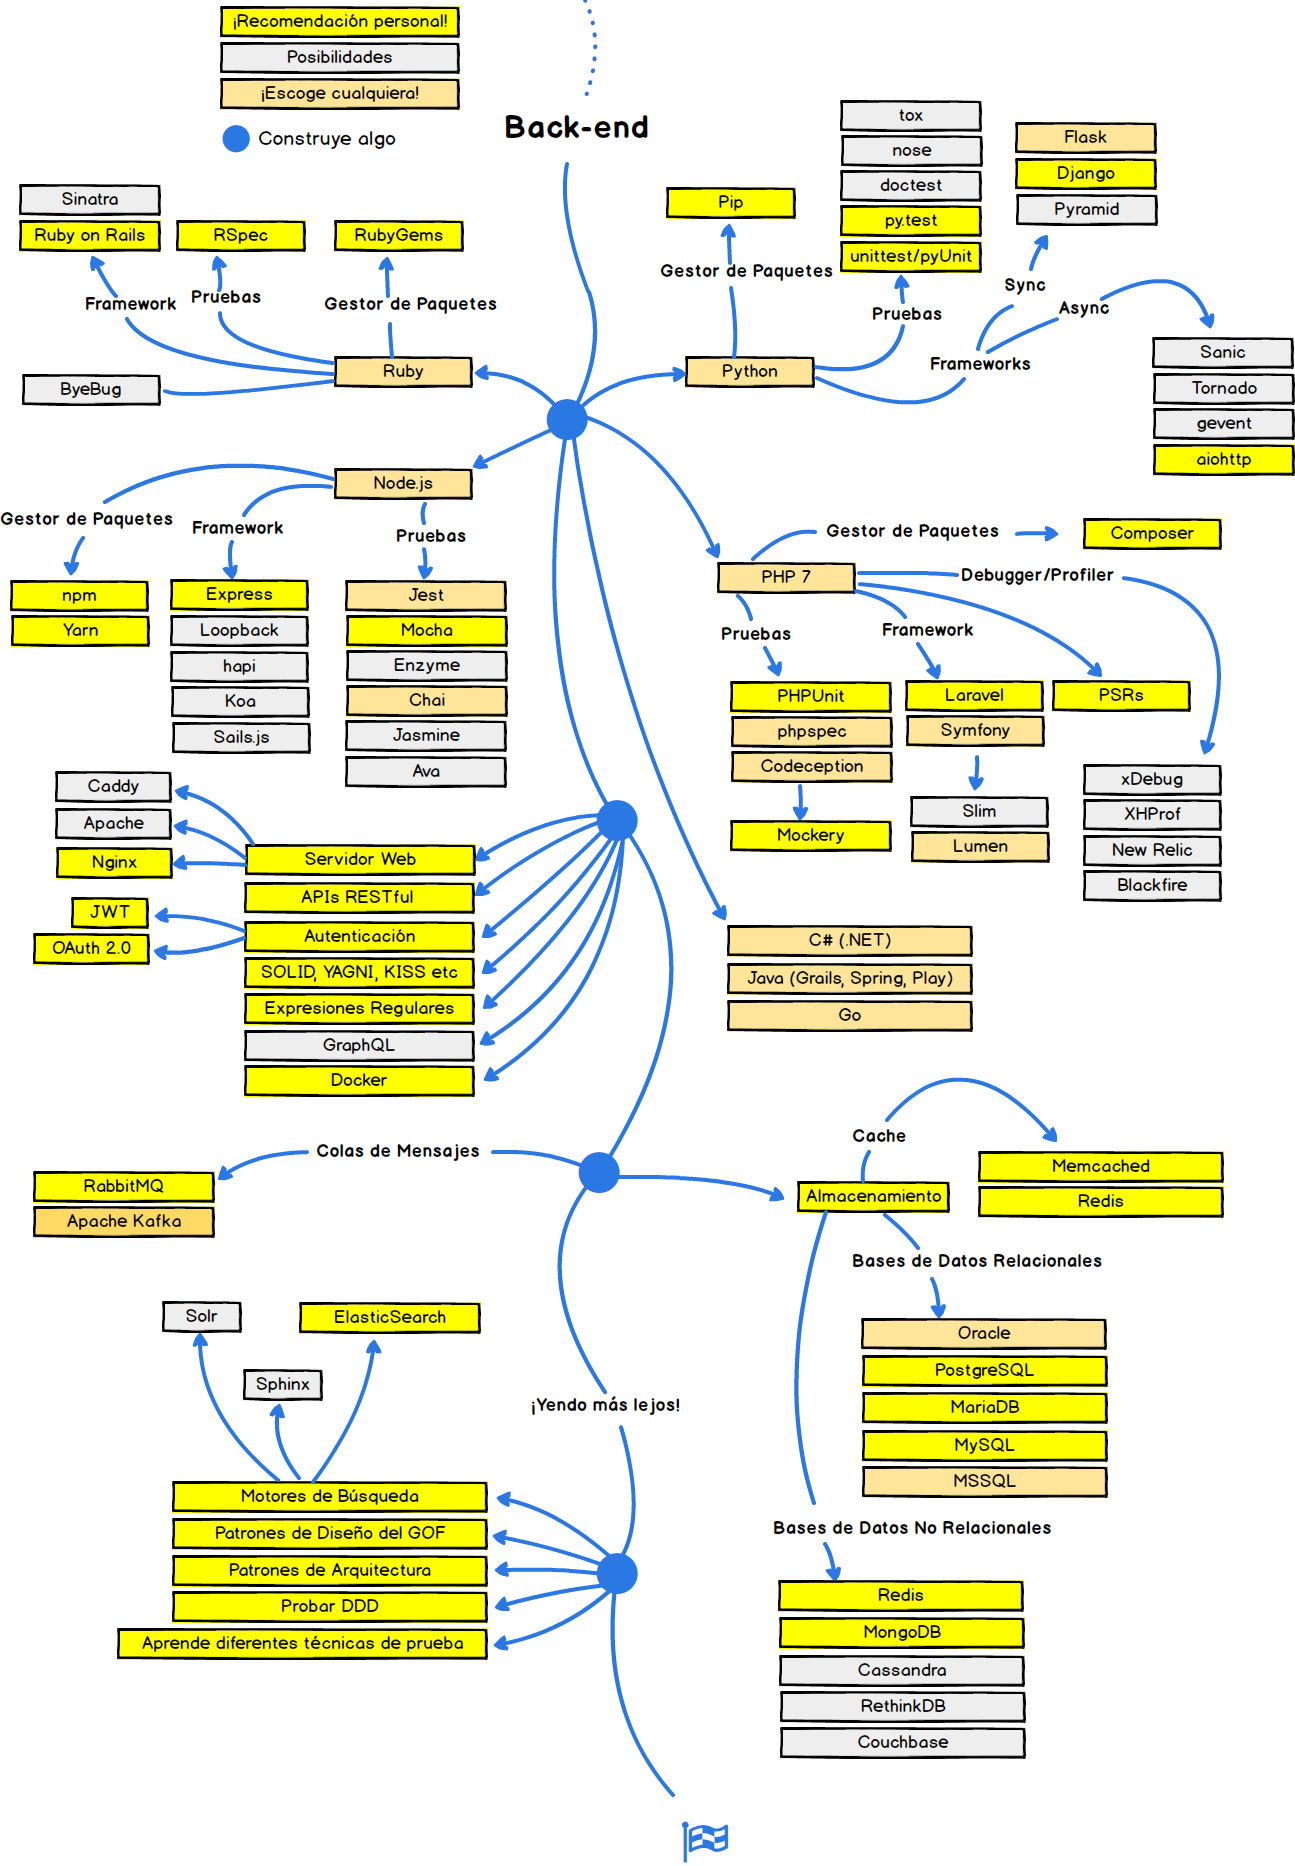 ¡Recomendación personal!
Posibilidades
¡Escoge cualquiera!
Construye algo
Back-end
Sinatra
Ruby on Rails
RSpec
RubyGems
Framework
Pruebas
Gestor de Paquetes
Ruby
ByeBug
Pip
Gestor de Paquetes
tox
nose
doctest
py.test
unittest/pyUnit
Pruebas
Flask
Django
Pyramid
Sync
Async
Frameworks
Python
Sanic
Tornado
gevent
aiohttp
Node.js
Gestor de Paquetes
Framework
Pruebas
npm
Yarn
Express
Loopback
hapi
Koa
Sails.js
Jest
Mocha
Enzyme
Chai
Jasmine
Ava
PHP 7
Gestor de Paquetes
Composer
Debugger/Profiler
Pruebas
Framework
PHPUnit
phpspec
Codeception
Mockery
Laravel
Symfony
Slim
Lumen
PSRs
xDebug
XHProf
New Relic
Blackfire
Caddy
Apache
Nginx
JWT
OAuth 2.0
Servidor Web
APIs RESTful
Autenticación
SOLID, YAGNI, KISS etc
Expresiones Regulares
GraphQL
Docker
C# (.NET)
Java (Grails, Spring, Play)
Go
Colas de Mensajes
RabbitMQ
Apache Kafka
Cache
Almacenamiento
Memcached
Redis
Bases de Datos Relacionales
Oracle
PostgreSQL
MariaDB
MySQL
MSSQL
Bases de Datos No Relacionales
Redis
MongoDB
Cassandra
RethinkDB
Couchbase
Solr
ElasticSearch
Sphinx
¡Yendo más lejos!
Motores de Búsqueda
Patrones de Diseño del GOF
Patrones de Arquitectura
Probar DDD
Aprende diferentes técnicas de prueba